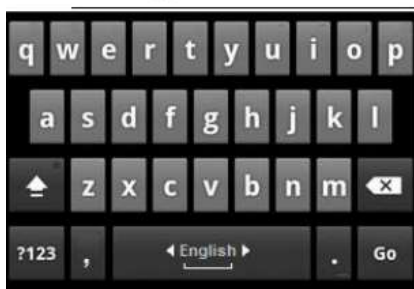 q w e r t y u i o p
a s d f g h j k l
z x c v b n m
?123 , English . Go